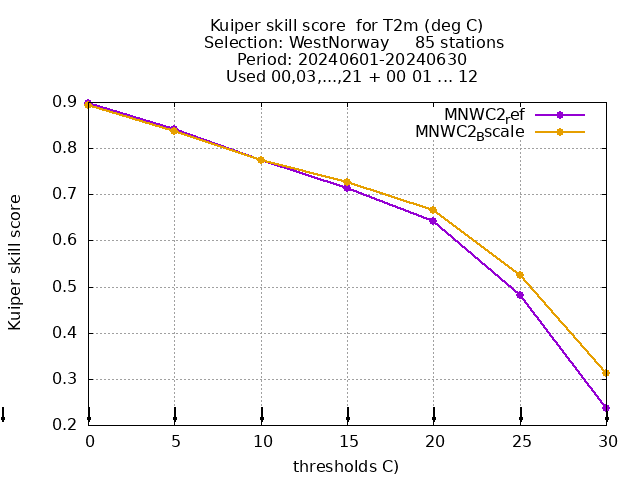 Kuiper skill score  for T2m (deg C)
Selection: WestNorway     85 stations
Period: 20240601-20240630
Used 00,03,...,21 + 00 01 ... 12
MNWC2ref
MNWC2Bscale
Kuiper skill score
0.9
0.8
0.7
0.6
0.5
0.4
0.3
0.2
0 5 10 15 20 25 30
thresholds C)